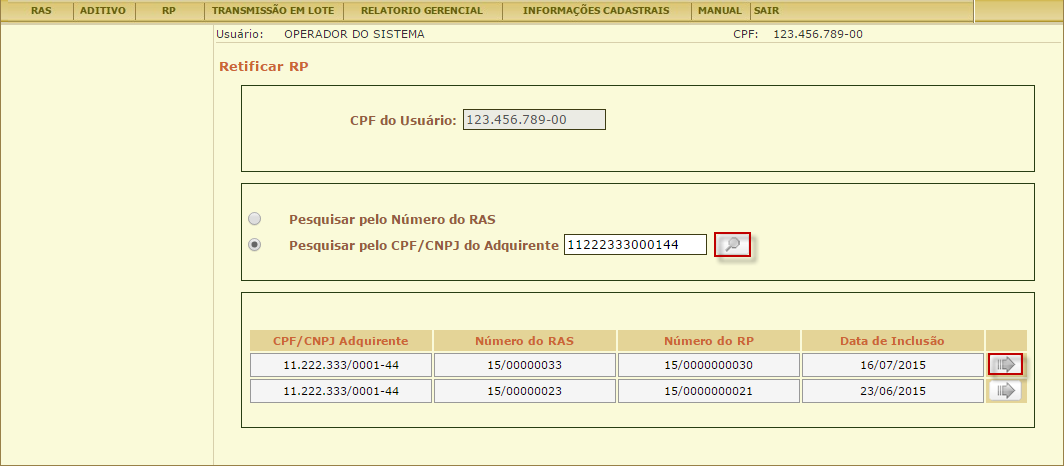 RAS ADITIVO RP TRANSMISSÃO EM LOTE RELATORIO GERENCIAL INFORMAÇÕES CADASTRAIS MANUAL SAIR
Usuário: OPERADOR DO SISTEMA CPF: 123.456.789-00
Retificar RP
CPF do Usuário: 123.456.789-00
Pesquisar pelo Número do RAS
Pesquisar pelo CPF/CNPJ do Adquirente 11222333000144
CPF/CNPJ Adquirente Número do RAS Número do RP Data de Inclusão
11.222.333/0001-44 15/00000033 15/0000000030 16/07/2015
11.222.333/0001-44 15/00000023 15/0000000021 23/06/2015